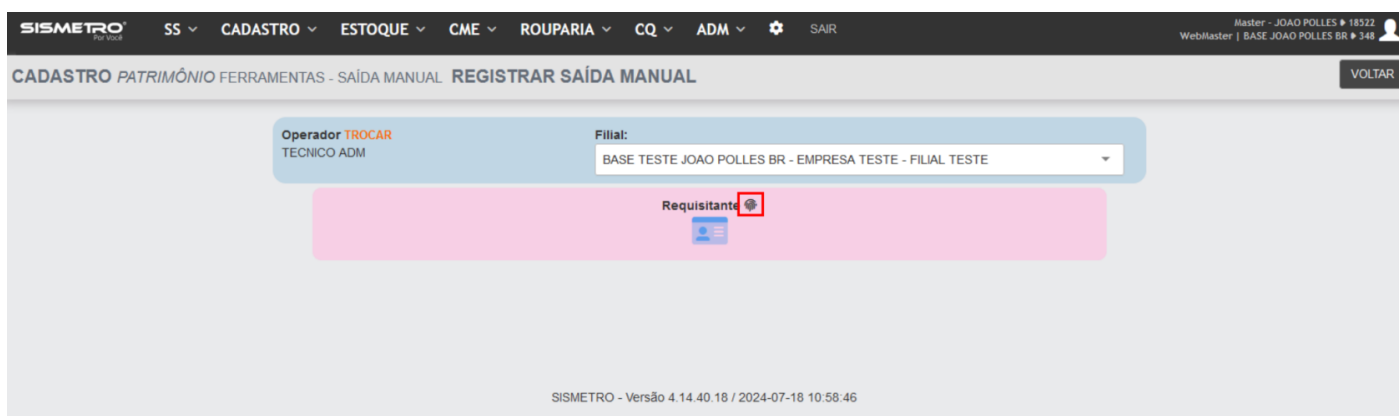 SISMETRO
Por Você
SS CADASTRO ESTOQUE CME ROUPARIA CQ ADM SAIR
Master - JOAO POLLES 18522
WebMaster | BASE JOAO POLLES BR 348
CADASTRO PATRIMÔNIO FERRAMENTAS - SAÍDA MANUAL REGISTRAR SAÍDA MANUAL
VOLTAR
Operador TROCAR
TECNICO ADM
Filial:
BASE TESTE JOAO POLLES BR - EMPRESA TESTE - FILIAL TESTE
Requisitante
SISMETRO - Versão 4.14.40.18 / 2024-07-18 10:58:46